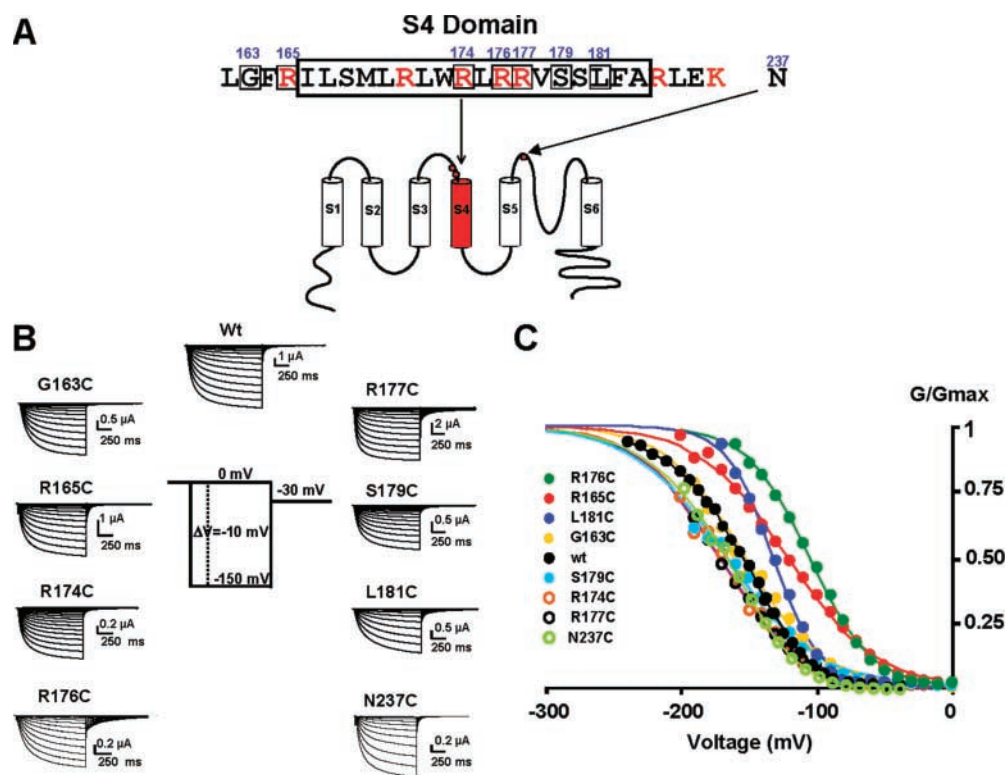 A
S4 Domain
163 165 174 176 177 179 181 237
LGFRILSMLRLWRLRRVSSLFARLEK N
S1 S2 S3 S4 S5 S6
B
Wt
1 µA
250 ms
G163C
0.5 µA
250 ms
R165C
1 µA
250 ms
R174C
0.2 µA
250 ms
R176C
0.2 µA
250 ms
0 mV
-30 mV
ΔV=-10 mV
-150 mV
R177C
2 µA
250 ms
S179C
0.5 µA
250 ms
L181C
0.5 µA
250 ms
N237C
0.2 µA
250 ms
C
G/Gmax
1
0.75
0.50
0.25
R176C
R165C
L181C
G163C
wt
S179C
R174C
R177C
N237C
-300 -200 -100 0
Voltage (mV)